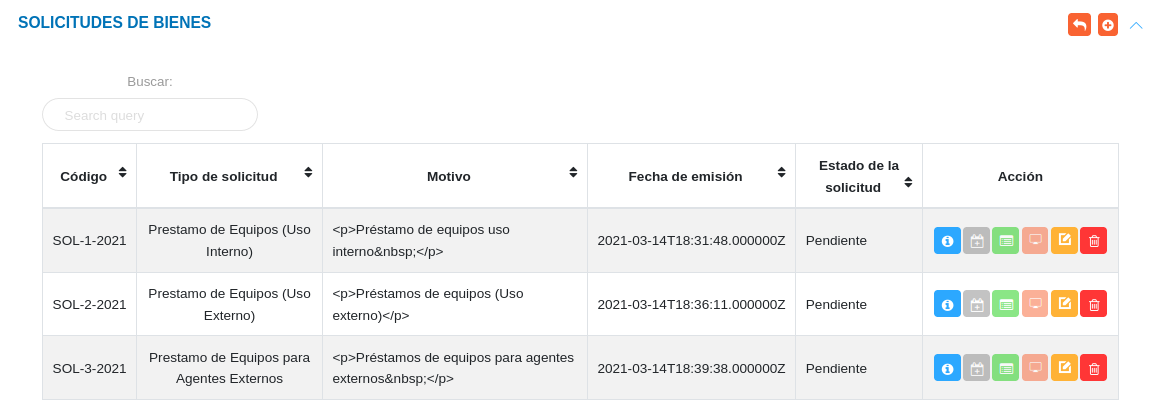 SOLICITUDES DE BIENES
Buscar:
Search query
Código
Tipo de solicitud
Motivo
Fecha de emisión
Estado de la
solicitud
Acción
SOL-1-2021
Prestamo de Equipos (Uso
Interno)
<p>Préstamo de equipos uso
interno&nbsp;</p>
2021-03-14T18:31:48.000000Z
Pendiente
SOL-2-2021
Prestamo de Equipos (Uso
Externo)
<p>Préstamos de equipos (Uso
externo)</p>
2021-03-14T18:36:11.000000Z
Pendiente
SOL-3-2021
Prestamo de Equipos para
Agentes Externos
<p>Préstamos de equipos para agentes
externos&nbsp;</p>
2021-03-14T18:39:38.000000Z
Pendiente